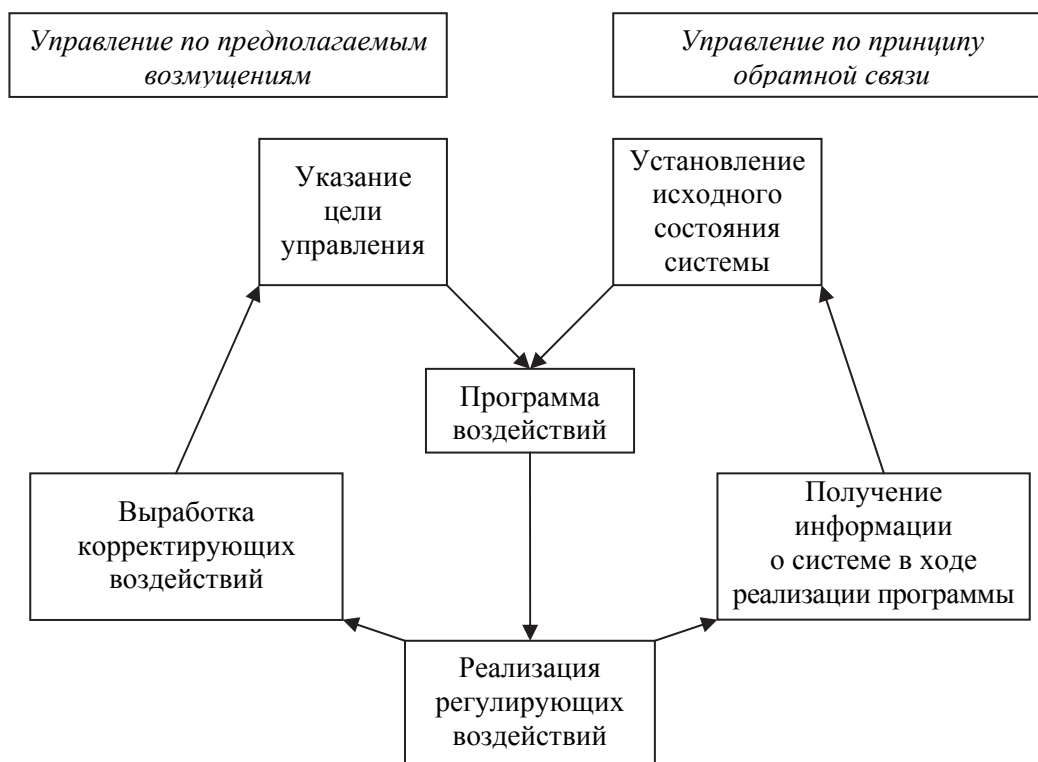 Управление по предполагаемым
возмущениям
Управление по принципу
обратной связи
Указание
цели
управления
Установление
исходного
состояния
системы
Программа
воздействий
Выработка
корректирующих
воздействий
Получение
информации
о системе в ходе
реализации программы
Реализация
регулирующих
воздействий